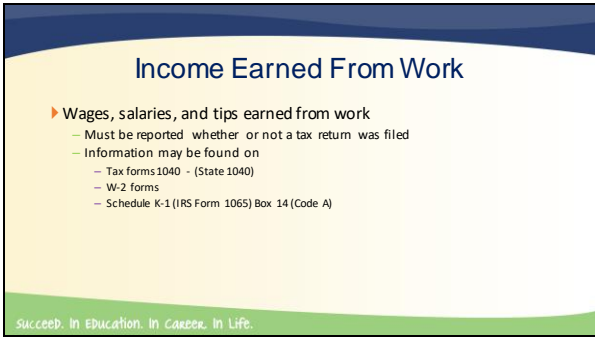 Income Earned From Work
Wages, salaries, and tips earned from work
– Must be reported whether or not a tax return was filed
– Information may be found on
– Tax forms 1040 - (State 1040)
– W-2 forms
– Schedule K-1 (IRS Form 1065) Box 14 (Code A)
Succeed. In Education. In Career. In Life.